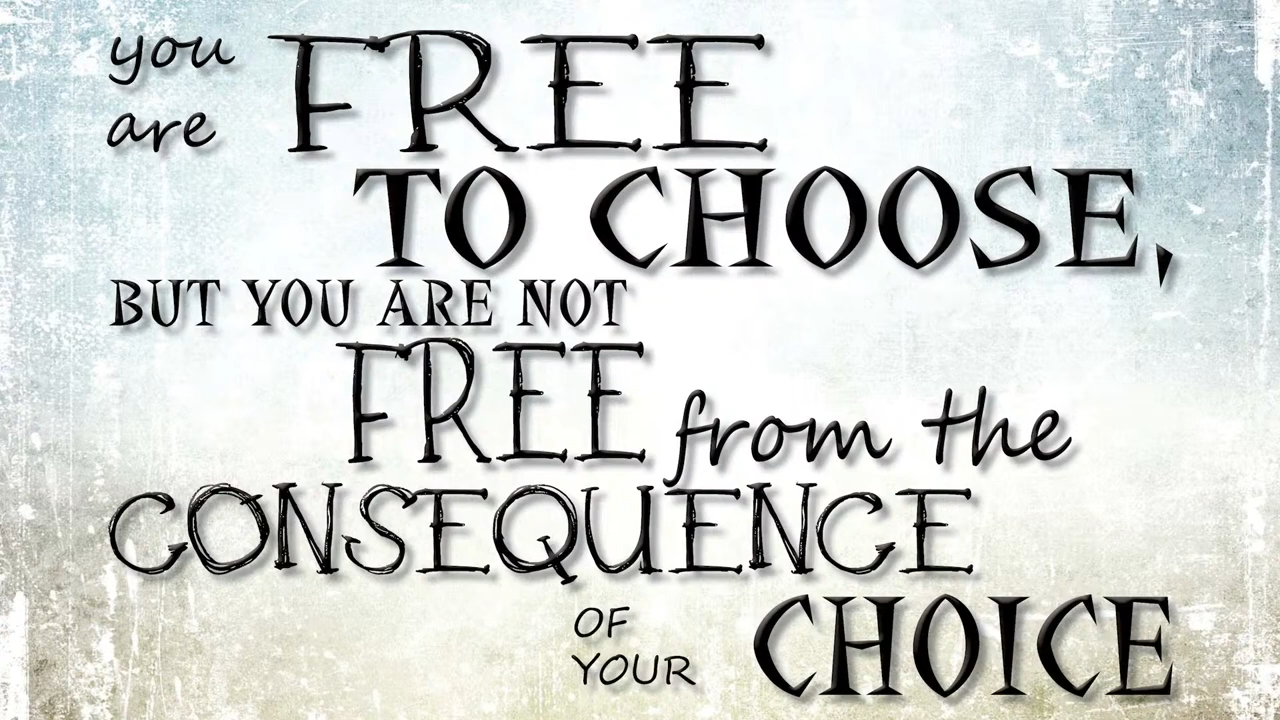 you
are FREE
TO CHOOSE,
BUT YOU ARE NOT
FREE from the
CONSEQUENCE
OF
YOUR CHOICE